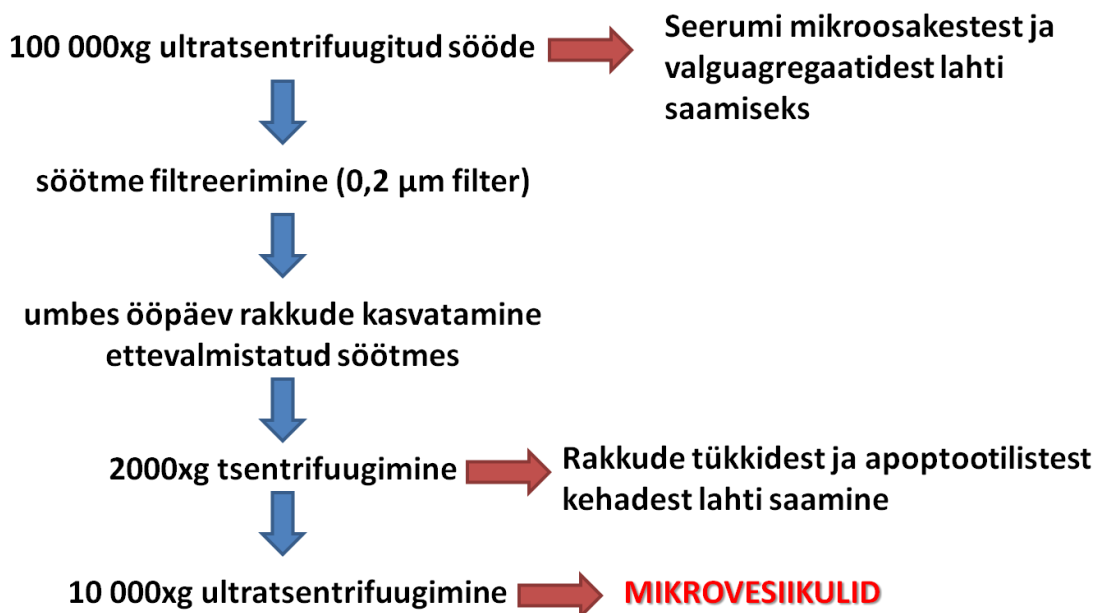 100 000xg ultratsentrifuugitud sööde
Seerumi mikroosakestest ja
valguagregaatidest lahti
saamiseks
söötme filtreerimine (0,2 µm filter)
umbes ööpäev rakkude kasvatamine
ettevalmistatud söötmes
2000xg tsentrifuugimine
Rakkude tükkidest ja apoptootilistest
kehadest lahti saamine
10 000xg ultratsentrifuugimine
MIKROVESIIKULID